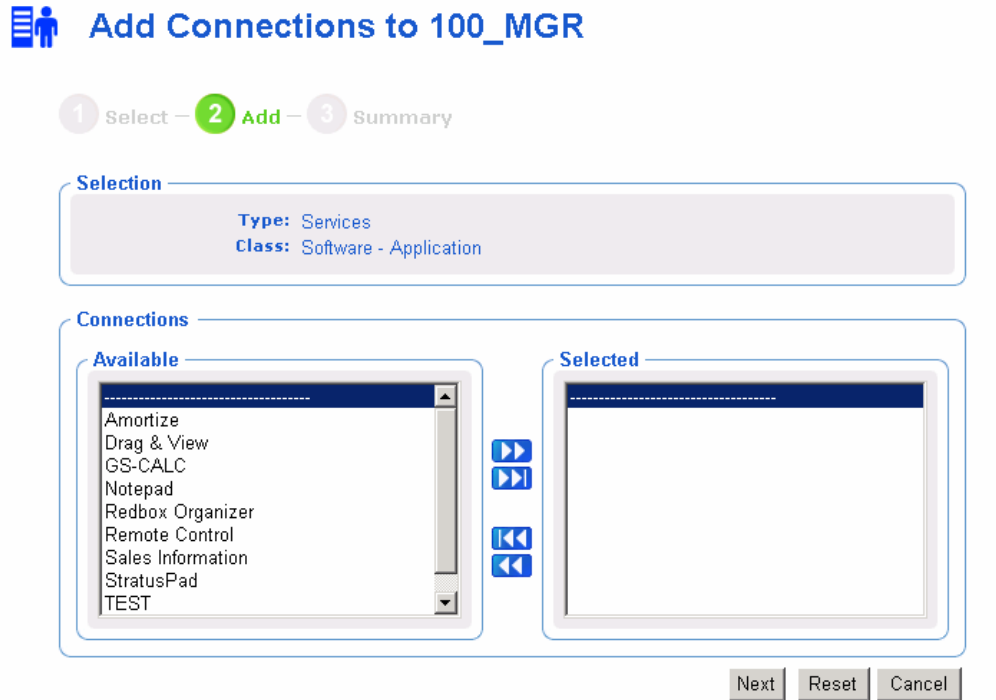 Add Connections to 100_MGR
1 Select – 2 Add – 3 Summary
Selection
Type: Services
Class: Software - Application
Connections
Available
------------------------------------
Amortize
Drag & View
GS-CALC
Notepad
Redbox Organizer
Remote Control
Sales Information
StratusPad
TEST
Selected
------------------------------------
Next Reset Cancel